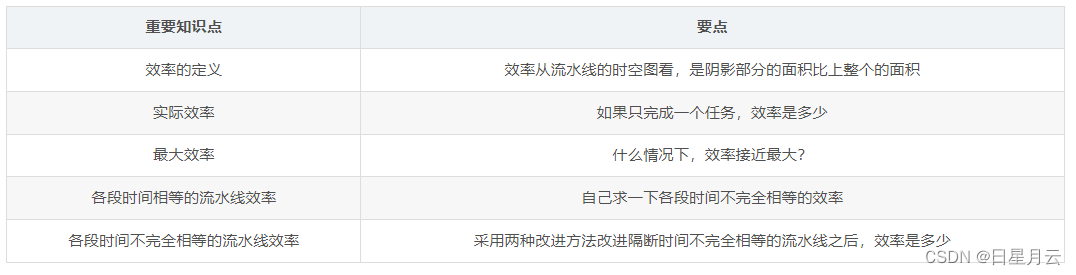 重要知识点 要点
效率的定义 效率从流水线的时空图看，是阴影部分的面积比上整个的面积
实际效率 如果只完成一个任务，效率是多少
最大效率 什么情况下，效率接近最大？
各段时间相等的流水线效率 自己求一下各段时间不完全相等的效率
各段时间不完全相等的流水线效率 采用两种改进方法改进隔断时间不完全相等的流水线之后，效率是多少
CSDN @日星月云